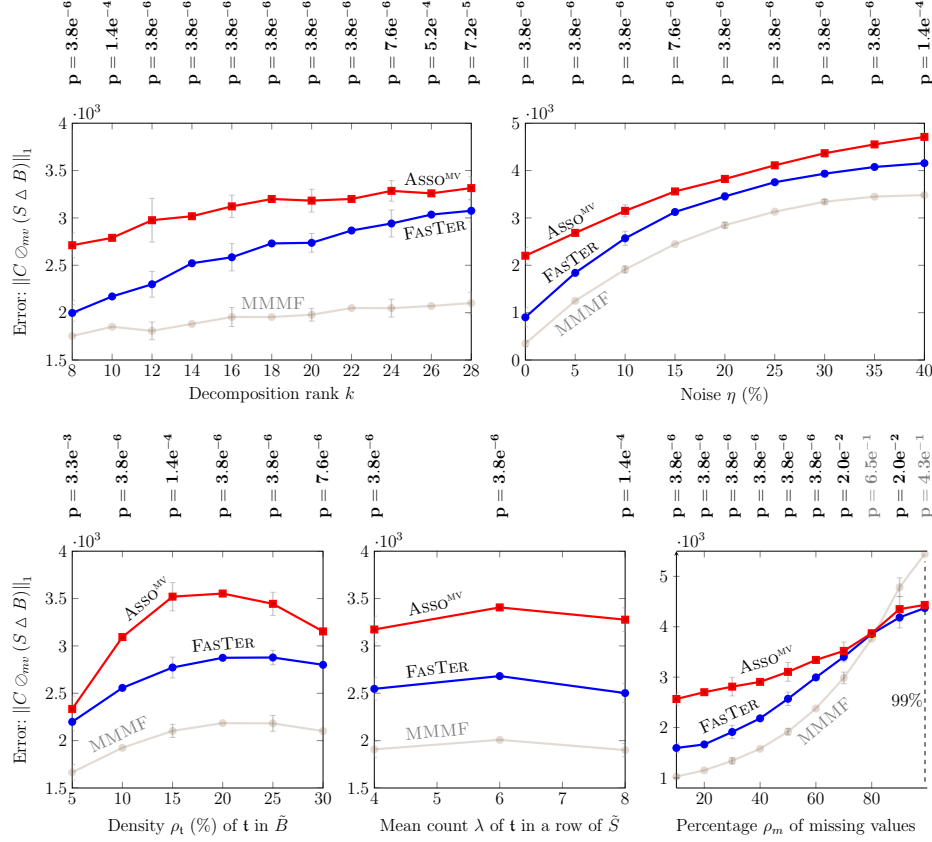 p = 3.8e⁻⁶
p = 1.4e⁻⁴
p = 3.8e⁻⁶
p = 3.8e⁻⁶
p = 3.8e⁻⁶
p = 3.8e⁻⁶
p = 3.8e⁻⁶
p = 3.8e⁻⁶
p = 7.6e⁻⁴
p = 5.2e⁻⁴
p = 7.2e⁻⁵
·10³
4
3.5
3
2.5
2
1.5
Error: ||C ⊘ₘᵥ (S △ B)||₁
Asso^MV
FasTer
MMMF
8 10 12 14 16 18 20 22 24 26 28
Decomposition rank k
p = 3.8e⁻⁶
p = 3.8e⁻⁶
p = 3.8e⁻⁶
p = 7.6e⁻⁶
p = 3.8e⁻⁶
p = 3.8e⁻⁶
p = 3.8e⁻⁶
p = 3.8e⁻⁶
p = 1.4e⁻⁴
·10³
5
4
3
2
1
0
Asso^MV
FasTer
MMMF
0 5 10 15 20 25 30 35 40
Noise η (%)
p = 3.3e⁻³
p = 3.8e⁻⁶
p = 1.4e⁻⁴
p = 3.8e⁻⁶
p = 3.8e⁻⁶
p = 7.6e⁻⁶
·10³
4
3.5
3
2.5
2
1.5
Error: ||C ⊘ₘᵥ (S △ B)||₁
Asso^MV
FasTer
MMMF
5 10 15 20 25 30
Density ρ_𝔱 (%) of 𝔱 in B̃
p = 3.8e⁻⁶
p = 3.8e⁻⁶
p = 1.4e⁻⁴
·10³
4
3.5
3
2.5
2
1.5
Asso^MV
FasTer
MMMF
4 5 6 7 8
Mean count λ of 𝔱 in a row of S̃
p = 3.8e⁻⁶
p = 3.8e⁻⁶
p = 3.8e⁻⁶
p = 3.8e⁻⁶
p = 3.8e⁻⁶
p = 3.8e⁻⁶
p = 2.0e⁻²
p = 6.5e⁻¹
p = 2.0e⁻²
p = 4.3e⁻¹
·10³
5
4
3
2
1
Asso^MV
FasTer
MMMF
99%
20 40 60 80
Percentage ρₘ of missing values